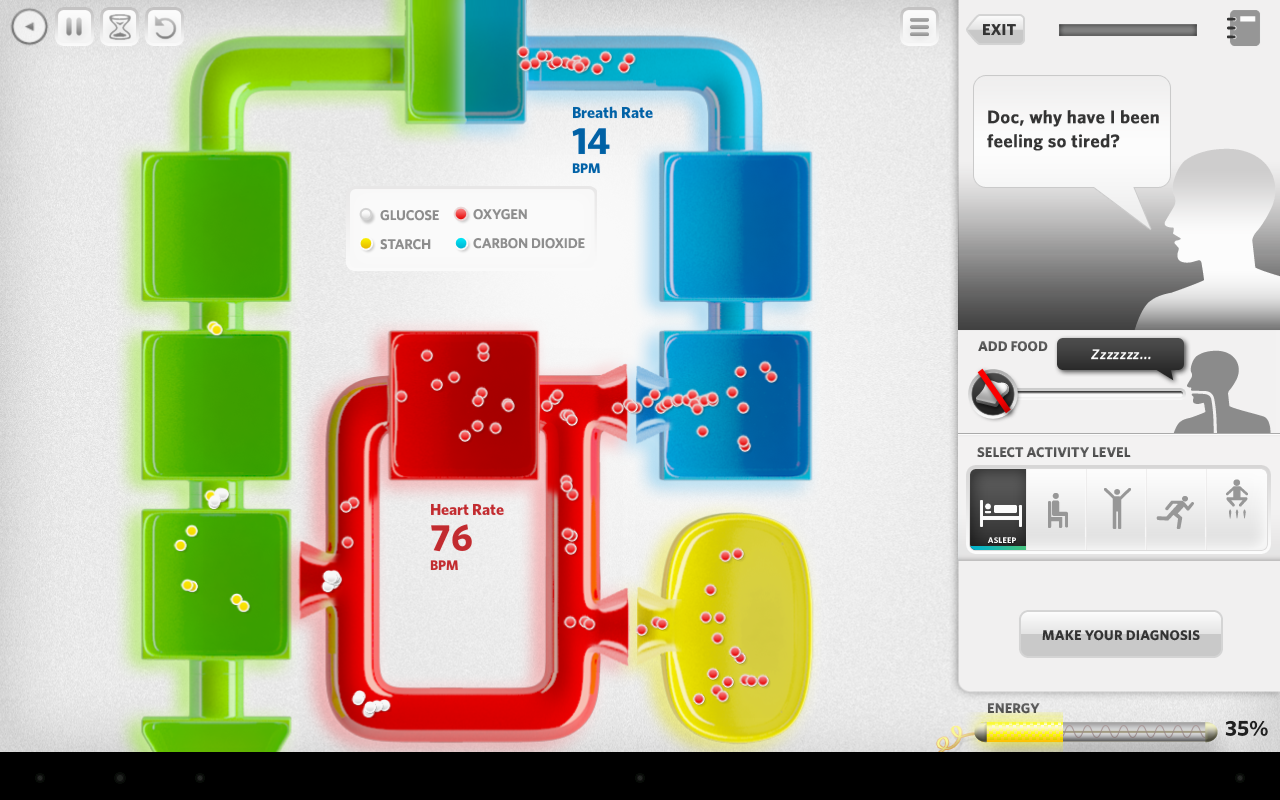 EXIT
Doc, why have I been
feeling so tired?
Breath Rate
14
BPM
GLUCOSE
OXYGEN
STARCH
CARBON DIOXIDE
ADD FOOD
Zzzzzzz...
SELECT ACTIVITY LEVEL
ASLEEP
Heart Rate
76
BPM
MAKE YOUR DIAGNOSIS
ENERGY
35%